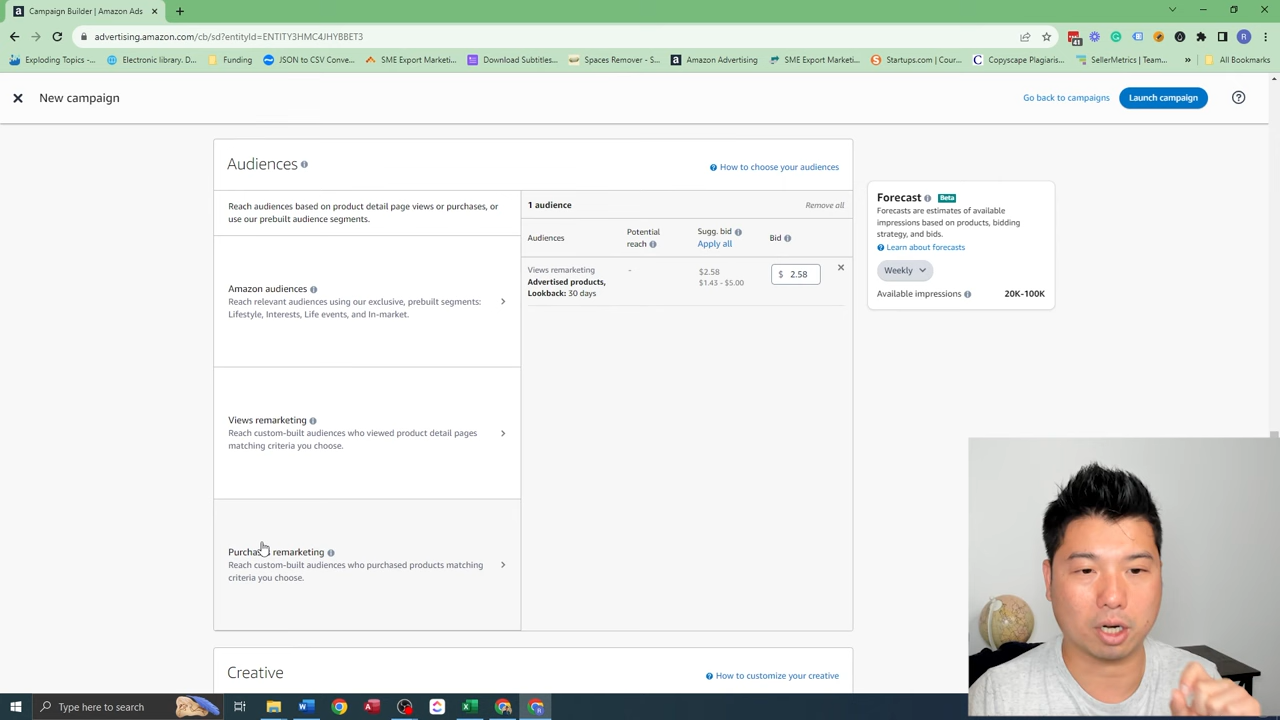 Campaign Builder | Amazon Ads
advertising.amazon.com/cb/sd?entityId=ENTITY3HMC4JHYBBET3
Exploding Topics -...
Electronic library. D...
Funding
JSON to CSV Conve...
SME Export Marketi...
Download Subtitles...
Spaces Remover - S...
Amazon Advertising
SME Export Marketi...
Startups.com | Cour...
Copyscape Plagiaris...
SellerMetrics | Team...
»
All Bookmarks
New campaign
Go back to campaigns
Launch campaign
Audiences
How to choose your audiences
Reach audiences based on product detail page views or purchases, or
use our prebuilt audience segments.
1 audience
Remove all
Audiences
Potential
reach
Sugg. bid
Apply all
Bid
Views remarketing
Advertised products,
Lookback: 30 days
-
$2.58
$1.43 - $5.00
$ 2.58
Amazon audiences
Reach relevant audiences using our exclusive, prebuilt segments:
Lifestyle, Interests, Life events, and In-market.
Views remarketing
Reach custom-built audiences who viewed product detail pages
matching criteria you choose.
Purchases remarketing
Reach custom-built audiences who purchased products matching
criteria you choose.
Forecast
Beta
Forecasts are estimates of available
impressions based on products, bidding
strategy, and bids.
Learn about forecasts
Weekly
Available impressions
20K-100K
Creative
How to customize your creative
Type here to search